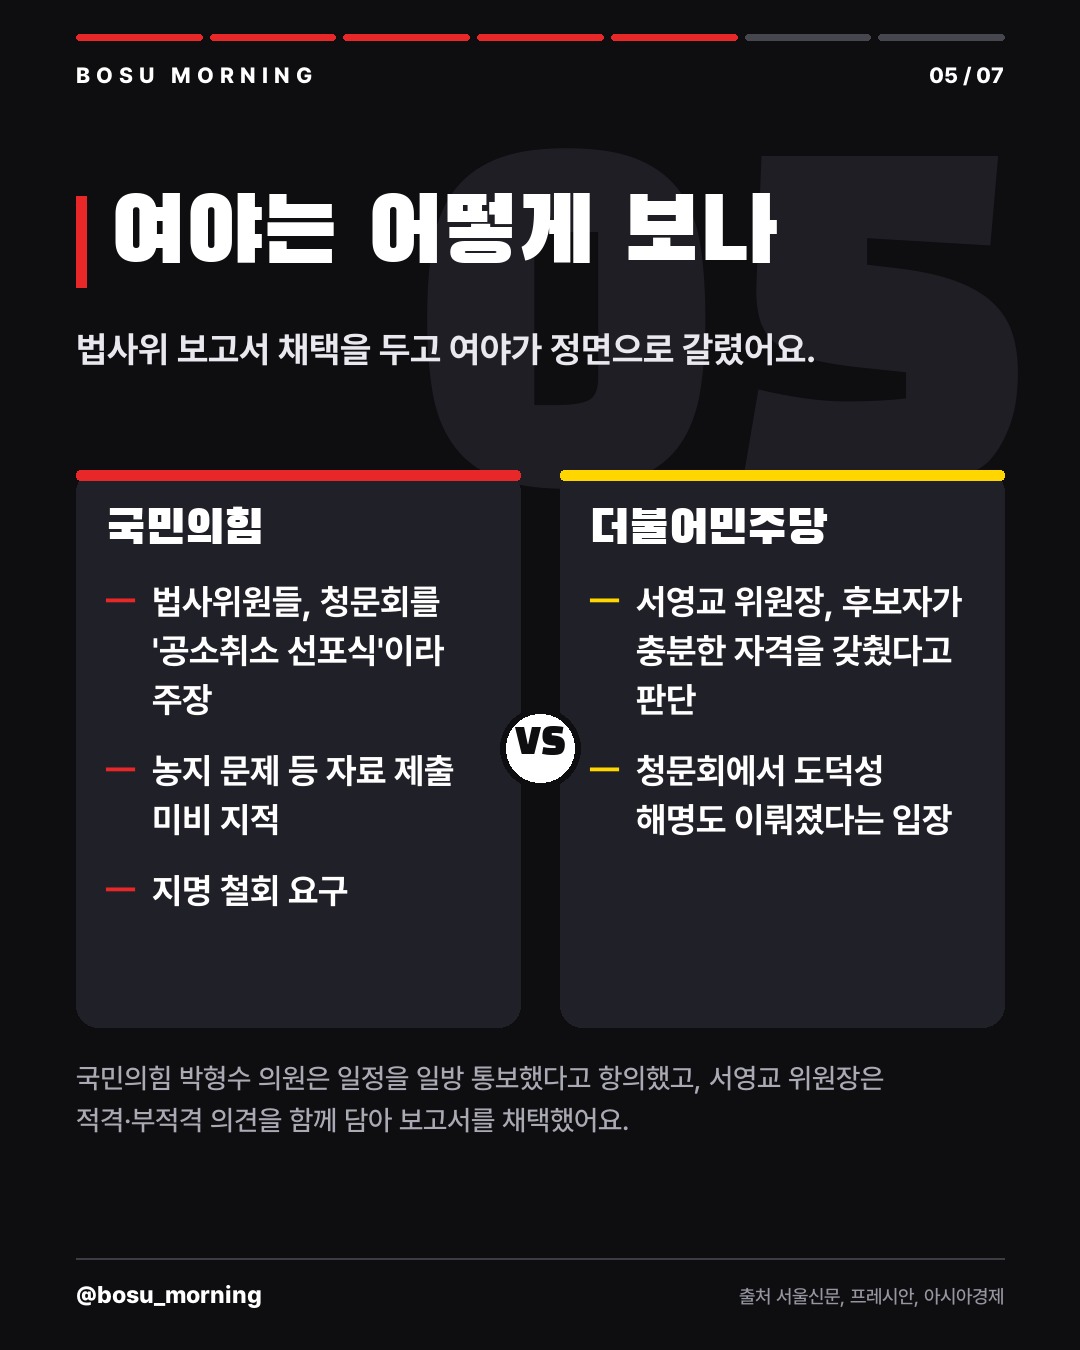 BOSU MORNING
05 / 07
05
여야는 어떻게 보나
법사위 보고서 채택을 두고 여야가 정면으로 갈렸어요.
국민의힘
— 법사위원들, 청문회를
'공소취소 선포식'이라
주장
— 농지 문제 등 자료 제출
미비 지적
— 지명 철회 요구
VS
더불어민주당
— 서영교 위원장, 후보자가
충분한 자격을 갖췄다고
판단
— 청문회에서 도덕성
해명도 이뤄졌다는 입장
국민의힘 박형수 의원은 일정을 일방 통보했다고 항의했고, 서영교 위원장은
적격·부적격 의견을 함께 담아 보고서를 채택했어요.
@bosu_morning
출처 서울신문, 프레시안, 아시아경제